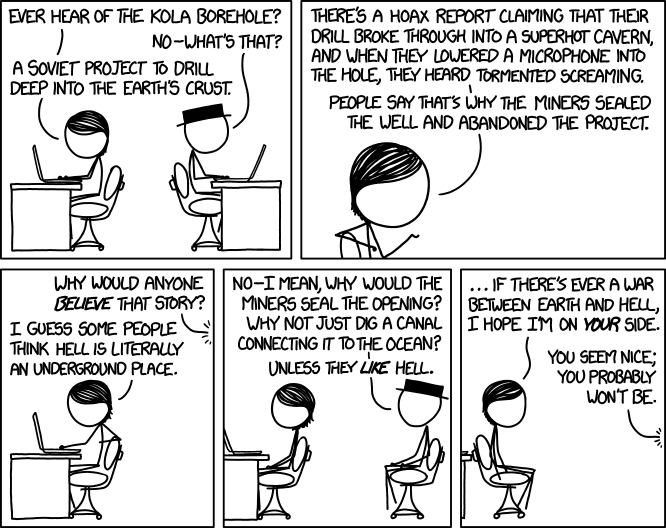 EVER HEAR OF THE KOLA BOREHOLE?
NO—WHAT'S THAT?
A SOVIET PROJECT TO DRILL
DEEP INTO THE EARTH'S CRUST.
THERE'S A HOAX REPORT CLAIMING THAT THEIR
DRILL BROKE THROUGH INTO A SUPERHOT CAVERN,
AND WHEN THEY LOWERED A MICROPHONE INTO
THE HOLE, THEY HEARD TORMENTED SCREAMING.
PEOPLE SAY THAT'S WHY THE MINERS SEALED
THE WELL AND ABANDONED THE PROJECT.
WHY WOULD ANYONE
BELIEVE THAT STORY?
I GUESS SOME PEOPLE
THINK HELL IS LITERALLY
AN UNDERGROUND PLACE.
NO—I MEAN, WHY WOULD THE
MINERS SEAL THE OPENING?
WHY NOT JUST DIG A CANAL
CONNECTING IT TO THE OCEAN?
UNLESS THEY LIKE HELL.
...IF THERE'S EVER A WAR
BETWEEN EARTH AND HELL,
I HOPE I'M ON YOUR SIDE.
YOU SEEM NICE;
YOU PROBABLY
WON'T BE.